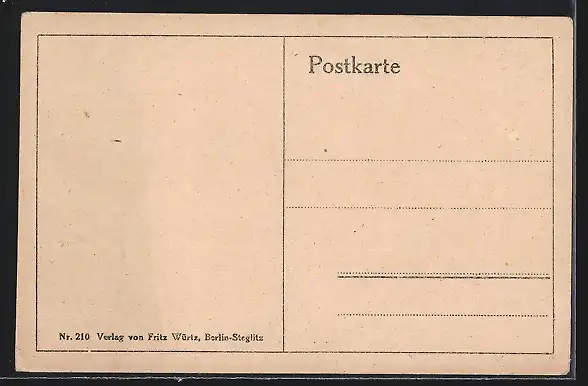 Postkarte
Nr. 210 Verlag von Fritz Würtz, Berlin-Steglitz